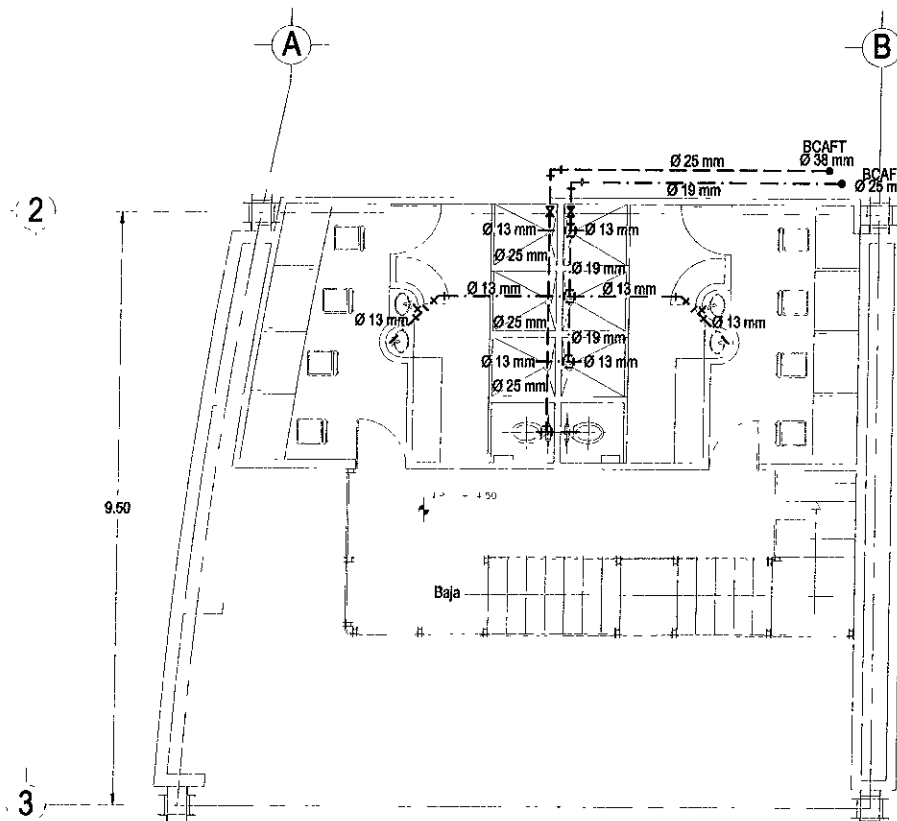 A
B
BCAFT
Ø 25 mm
Ø 38 mm
BCAF
Ø 19 mm
Ø 25 m
2
Ø 13 mm
Ø 13 mm
Ø 25 mm
Ø 19 mm
Ø 13 mm
Ø 13 mm
Ø 13 mm
Ø 25 mm
Ø 13 mm
Ø 19 mm
Ø 13 mm
Ø 13 mm
Ø 25 mm
9.50
Baja
3